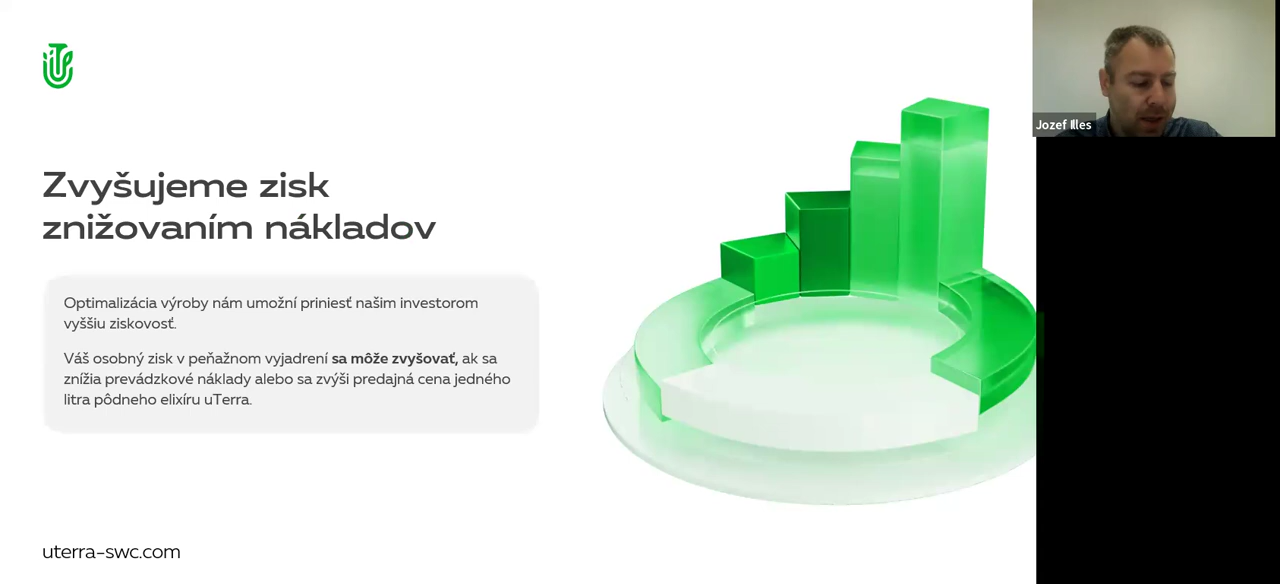 Zvyšujeme zisk
znižovaním nákladov
Optimalizácia výroby nám umožní priniesť našim investorom
vyššiu ziskovosť.
Váš osobný zisk v peňažnom vyjadrení sa môže zvyšovať, ak sa
znížia prevádzkové náklady alebo sa zvýši predajná cena jedného
litra pôdneho elixíru uTerra.
uterra-swc.com
Jozef Illes